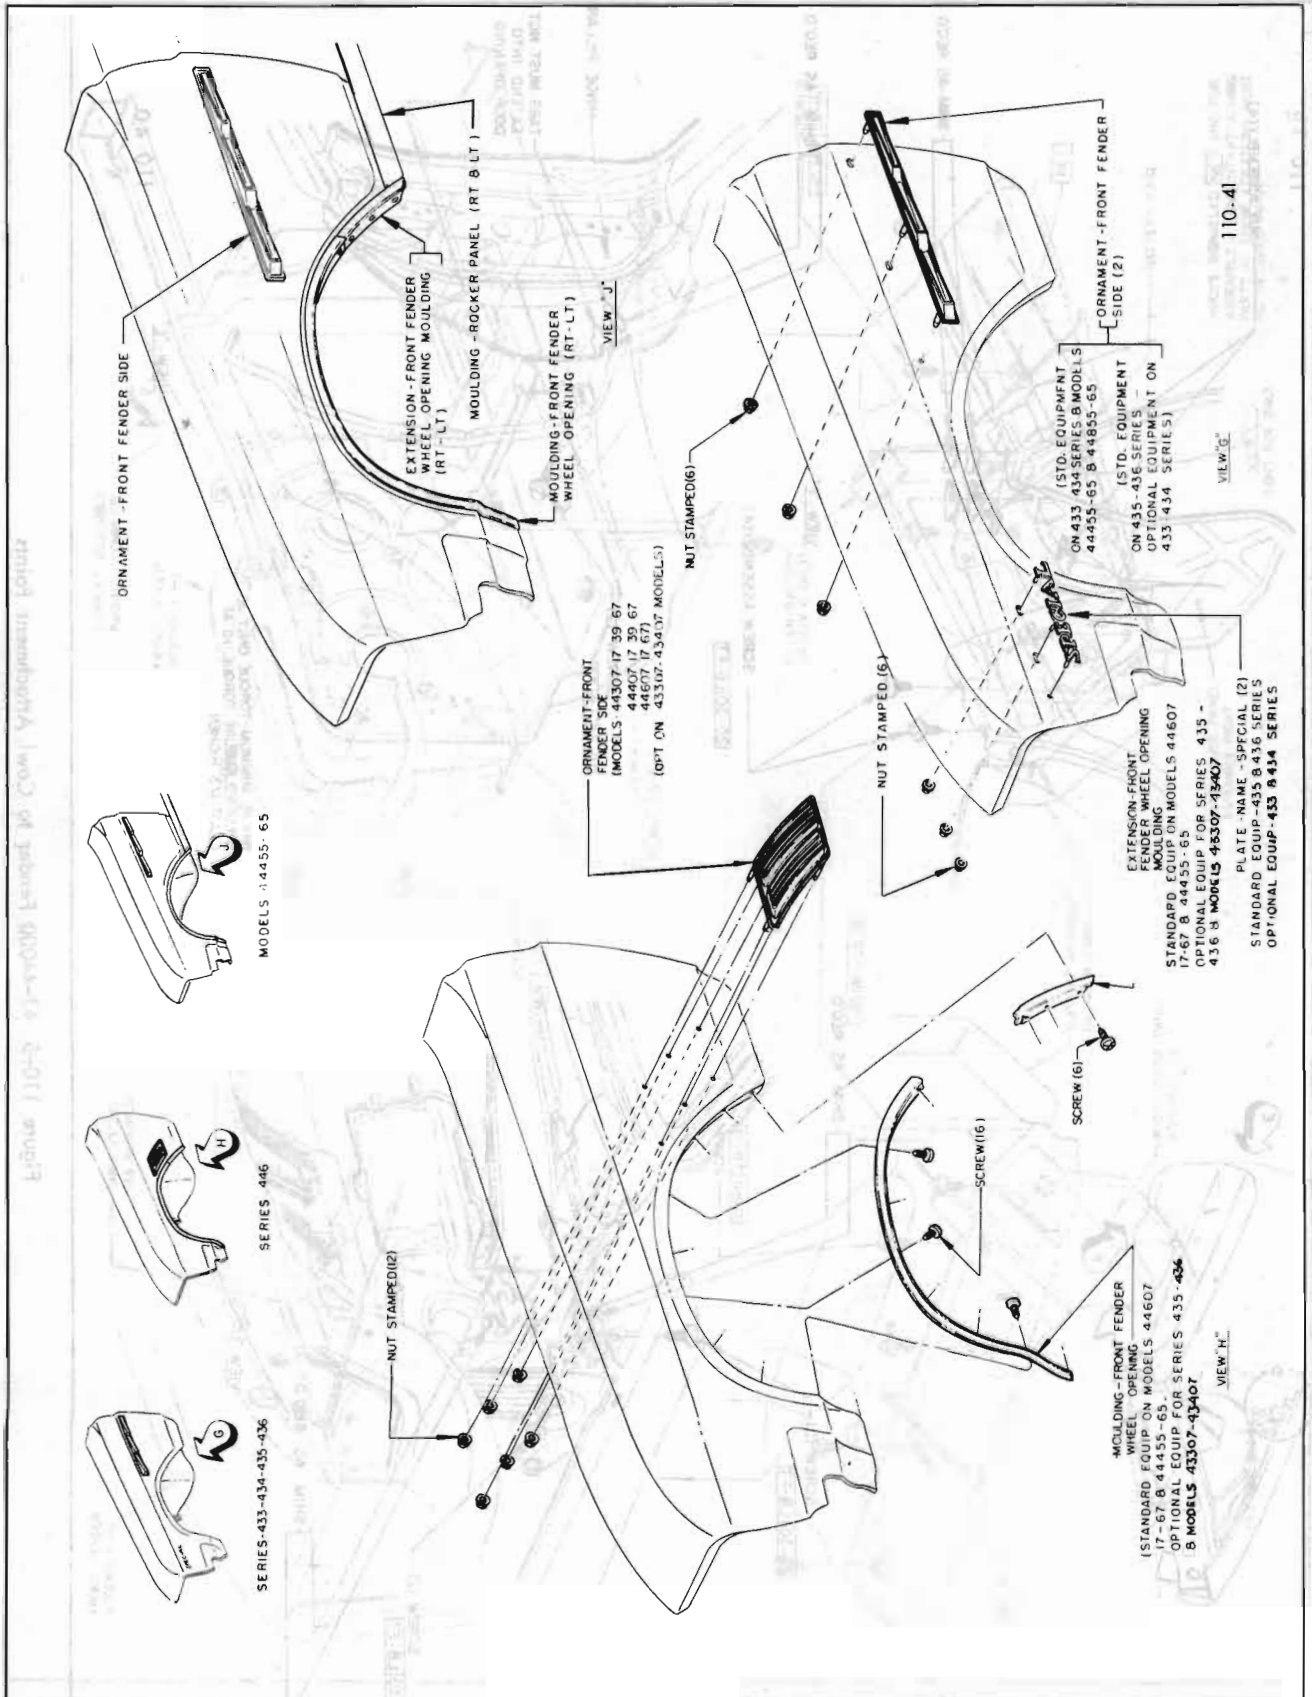 SERIES-433-434-435-436
G
SPECIAL
SERIES 446
H
MODELS 44455-65
J
ORNAMENT-FRONT FENDER SIDE
EXTENSION-FRONT FENDER
WHEEL OPENING MOULDING
(RT-LT)
MOULDING-ROCKER PANEL (RT & LT)
MOULDING-FRONT FENDER
WHEEL OPENING (RT-LT)
VIEW "J"
NUT STAMPED(12)
ORNAMENT-FRONT
FENDER SIDE
(MODELS 44307-17 39 67
44407-17 39 67
44607 17 67)
(OPT ON 43307-43407 MODELS)
SCREW(16)
SCREW(6)
MOULDING-FRONT FENDER
WHEEL OPENING
(STANDARD EQUIP ON MODELS 44607
17-67 & 44455-65-
OPTIONAL EQUIP FOR SERIES 435-436
& MODELS 43307-43407
VIEW "H"
EXTENSION-FRONT
FENDER WHEEL OPENING
MOULDING
STANDARD EQUIP ON MODELS 44607
17-67 & 44455-65
OPTIONAL EQUIP FOR SERIES 435-
436 & MODELS 43307-43407
NUT STAMPED(6)
NUT STAMPED (6)
SPECIAL
PLATE-NAME-SPECIAL (2)
STANDARD EQUIP-435 & 436 SERIES
OPTIONAL EQUIP-433 & 434 SERIES
ORNAMENT-FRONT FENDER
SIDE (2)
(STD. EQUIPMENT
ON 433 434 SERIES & MODELS
44455-65 & 44855-65
(STD. EQUIPMENT
ON 435-436 SERIES -
OPTIONAL EQUIPMENT ON
433 434 SERIES)
VIEW "G"
110-41